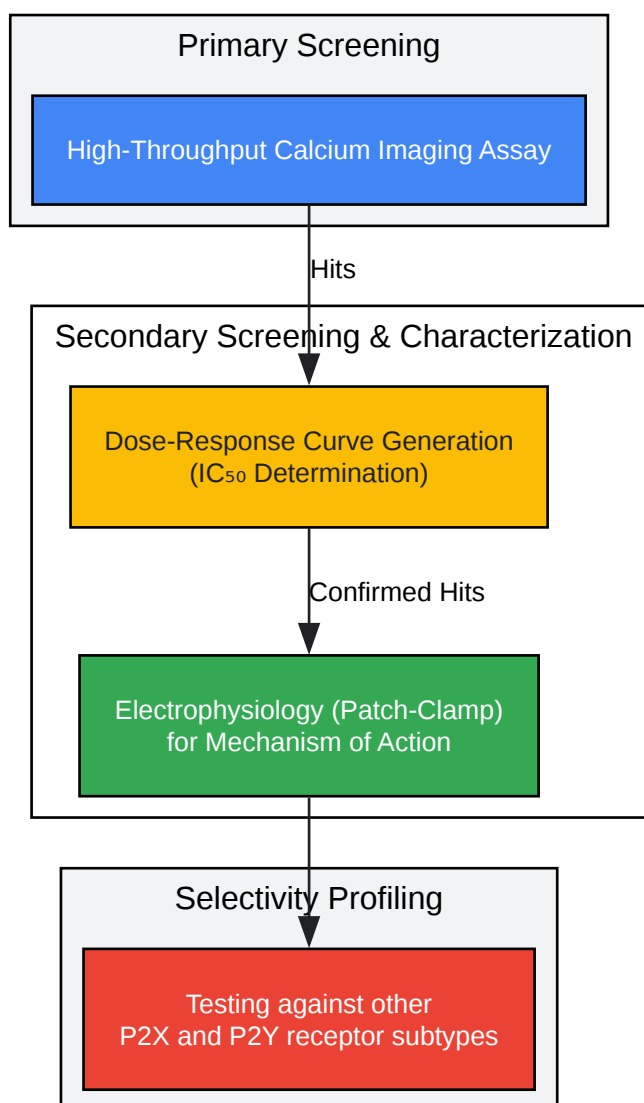 Primary Screening
High-Throughput Calcium Imaging Assay
Hits
Secondary Screening & Characterization
Dose-Response Curve Generation
(IC₅₀ Determination)
Confirmed Hits
Electrophysiology (Patch-Clamp)
for Mechanism of Action
Selectivity Profiling
Testing against other
P2X and P2Y receptor subtypes